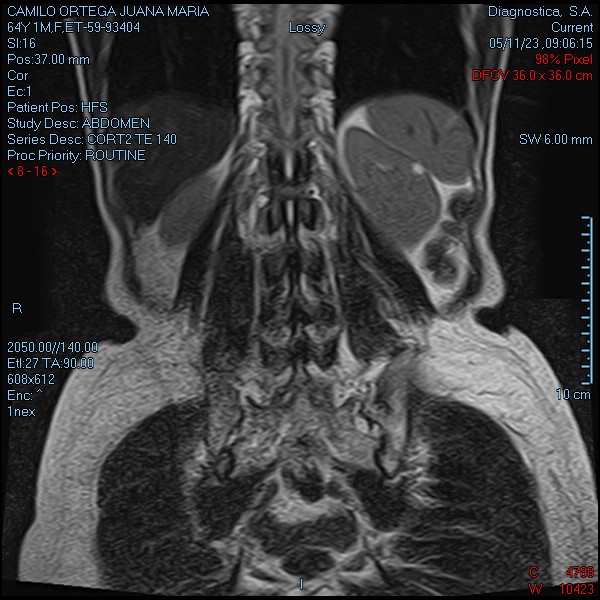 CAMILO ORTEGA JUANA MARIA
64Y 1M,F,ET-59-93404
Sl:16
Pos:37.00 mm
Cor
Ec:1
Patient Pos: HFS
Study Desc: ABDOMEN
Series Desc: CORT2 TE 140
Proc Priority: ROUTINE
< 8 - 16 >
Lossy
Diagnostica, S.A.
Current
05/11/23 ,09:06:15
98% Pixel
DFOV 36.0 x 36.0 cm
SW 6.00 mm
R
2050.00//140.00
Etl:27 TA:90.00
608x612
Enc: ^
1nex
10 cm
I
C 4788
W 10423